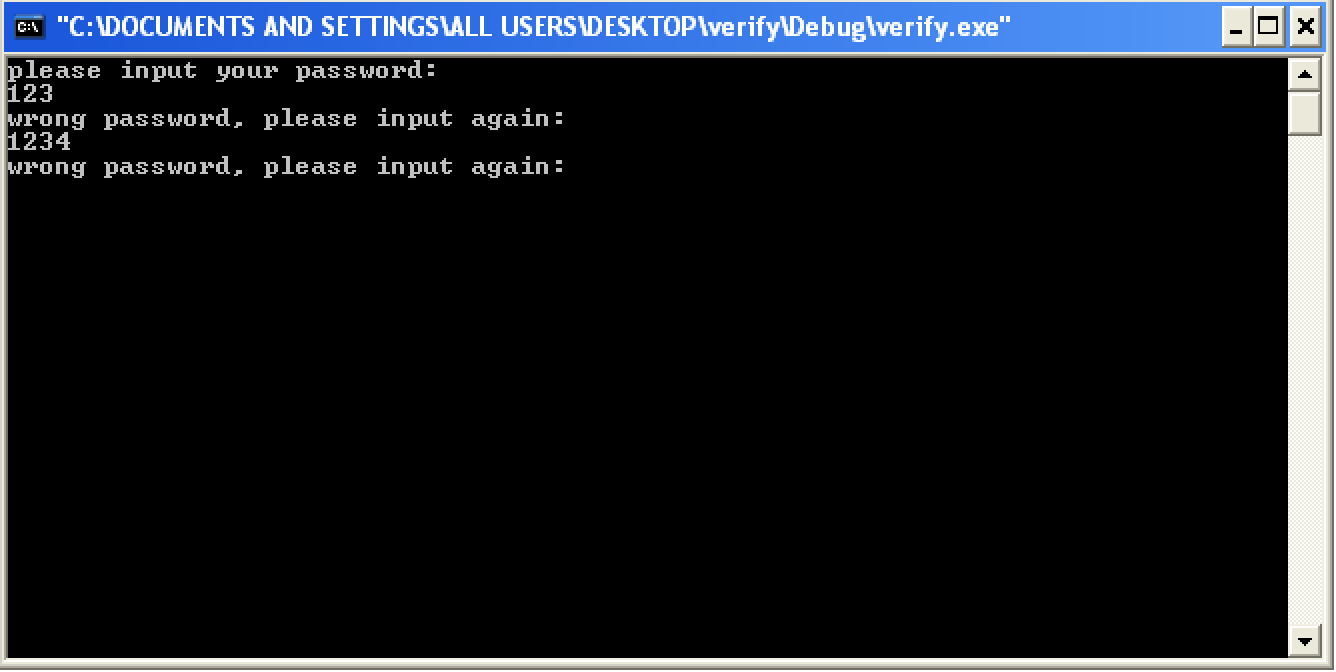 "C:\DOCUMENTS AND SETTINGS\ALL USERS\DESKTOP\verify\Debug\verify.exe"
please input your password:
123
wrong password, please input again:
1234
wrong password, please input again: